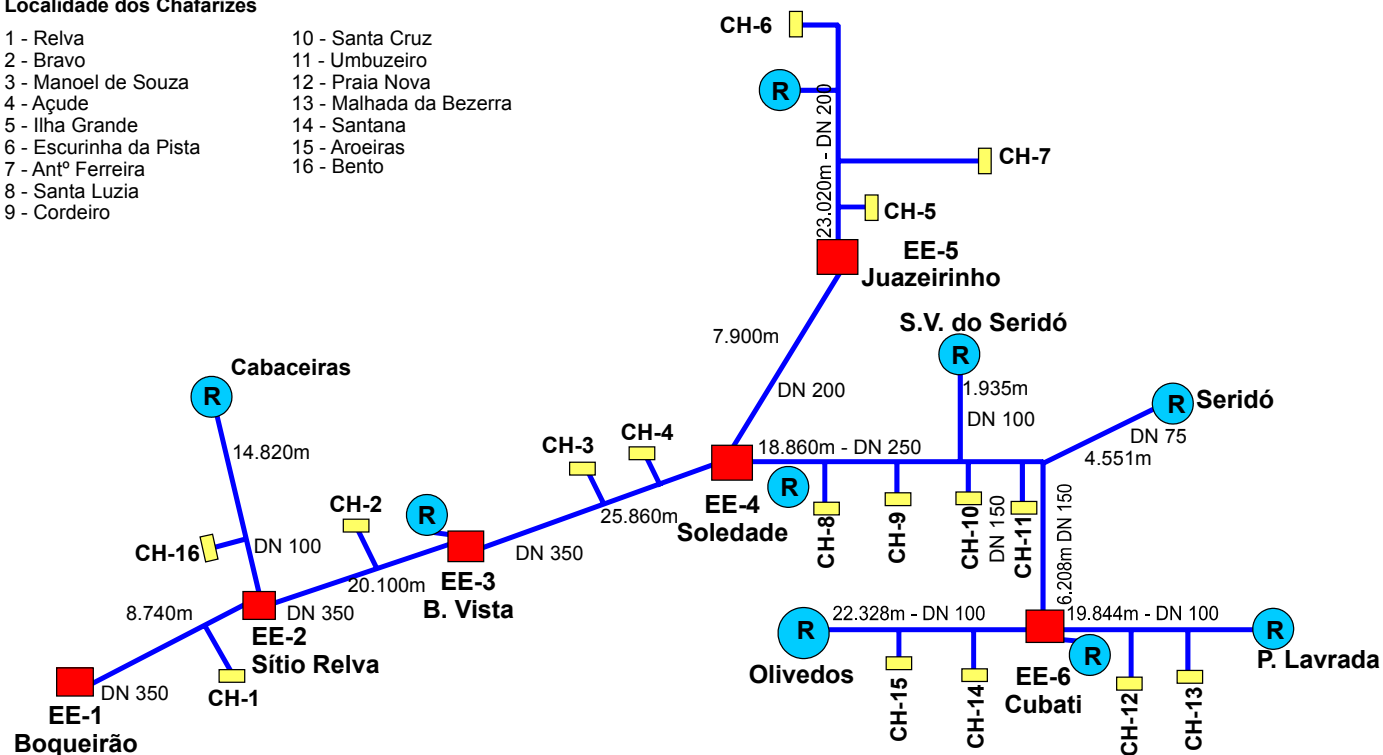 Localidade dos Chafarizes
1 - Relva
2 - Bravo
3 - Manoel de Souza
4 - Açude
5 - Ilha Grande
6 - Escurinha da Pista
7 - Antº Ferreira
8 - Santa Luzia
9 - Cordeiro
10 - Santa Cruz
11 - Umbuzeiro
12 - Praia Nova
13 - Malhada da Bezerra
14 - Santana
15 - Aroeiras
16 - Bento
CH-6
R
23.020m - DN 200
CH-7
CH-5
EE-5
Juazeirinho
7.900m
DN 200
S.V. do Seridó
R
1.935m
DN 100
R
Seridó
DN 75
4.551m
Cabaceiras
R
14.820m
CH-16
DN 100
CH-3
CH-4
CH-2
R
25.860m
DN 350
EE-3
B. Vista
20.100m
DN 350
8.740m
EE-2
Sítio Relva
CH-1
DN 350
EE-1
Boqueirão
18.860m - DN 250
R
EE-4
Soledade
CH-8
CH-9
CH-10
DN 150
CH-11
6.208m DN 150
22.328m - DN 100
19.844m - DN 100
R
Olivedos
R
P. Lavrada
R
EE-6
Cubati
CH-15
CH-14
CH-12
CH-13